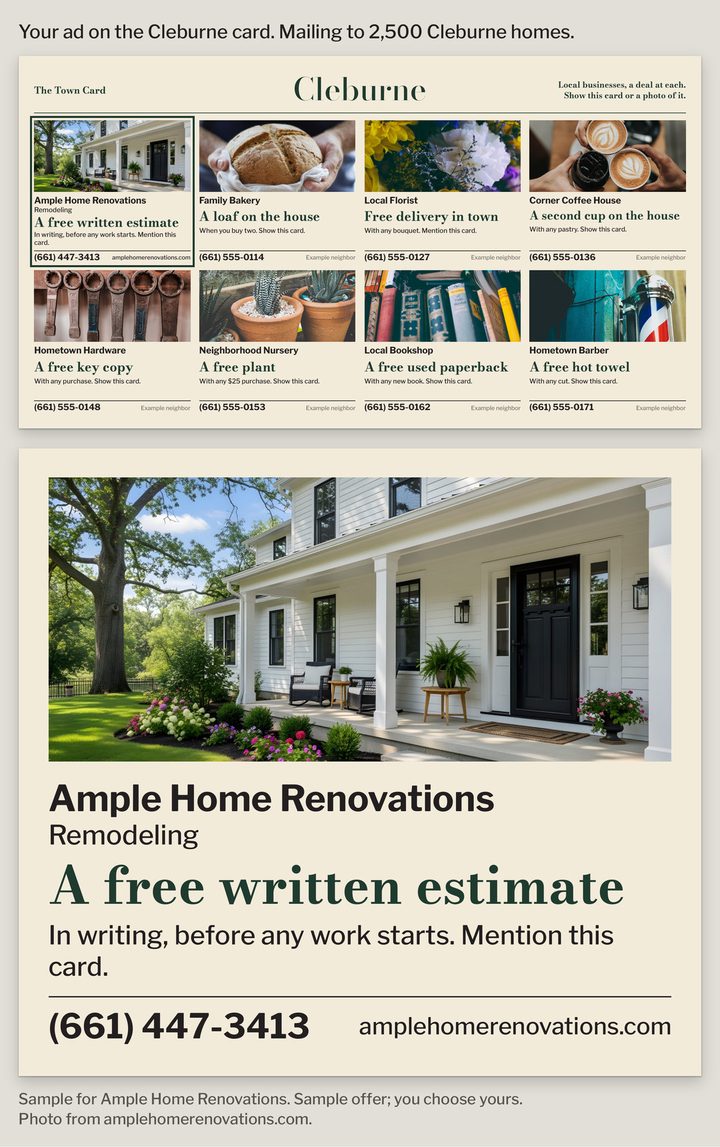 Your ad on the Cleburne card. Mailing to 2,500 Cleburne homes.
The Town Card
Cleburne
Local businesses, a deal at each.
Show this card or a photo of it.
Ample Home Renovations
Remodeling
A free written estimate
In writing, before any work starts. Mention this
card.
(661) 447-3413 amplehomerenovations.com
Family Bakery
A loaf on the house
When you buy two. Show this card.
(661) 555-0114 Example neighbor
Local Florist
Free delivery in town
With any bouquet. Mention this card.
(661) 555-0127 Example neighbor
Corner Coffee House
A second cup on the house
With any pastry. Show this card.
(661) 555-0136 Example neighbor
Hometown Hardware
A free key copy
With any purchase. Show this card.
(661) 555-0148 Example neighbor
Neighborhood Nursery
A free plant
With any $25 purchase. Show this card.
(661) 555-0153 Example neighbor
Local Bookshop
A free used paperback
With any new book. Show this card.
(661) 555-0162 Example neighbor
Hometown Barber
A free hot towel
With any cut. Show this card.
(661) 555-0171 Example neighbor
Ample Home Renovations
Remodeling
A free written estimate
In writing, before any work starts. Mention this
card.
(661) 447-3413 amplehomerenovations.com
Sample for Ample Home Renovations. Sample offer; you choose yours.
Photo from amplehomerenovations.com.